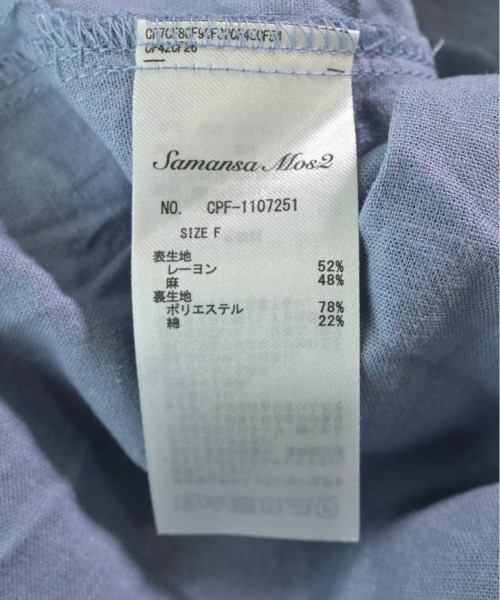 Samansa Mos2
NO. CPF-1107251
SIZE F
表生地
レーヨン 52%
麻 48%
裏生地
ポリエステル 78%
綿 22%